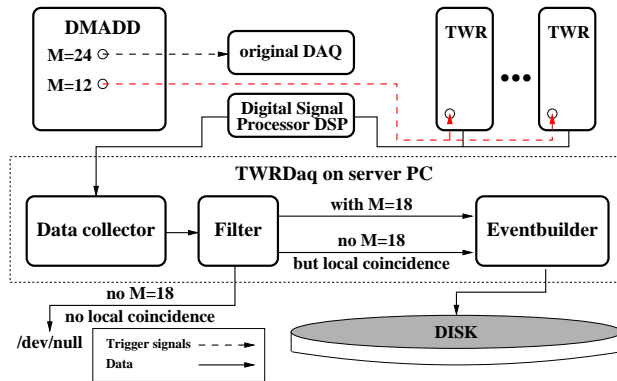 DMADD
M=24
M=12
original DAQ
Digital Signal
Processor DSP
TWR
TWR
TWRDaq on server PC
Data collector
Filter
with M=18
no M=18
but local coincidence
Eventbuilder
no M=18
no local coincidence
/dev/null
Trigger signals
Data
DISK